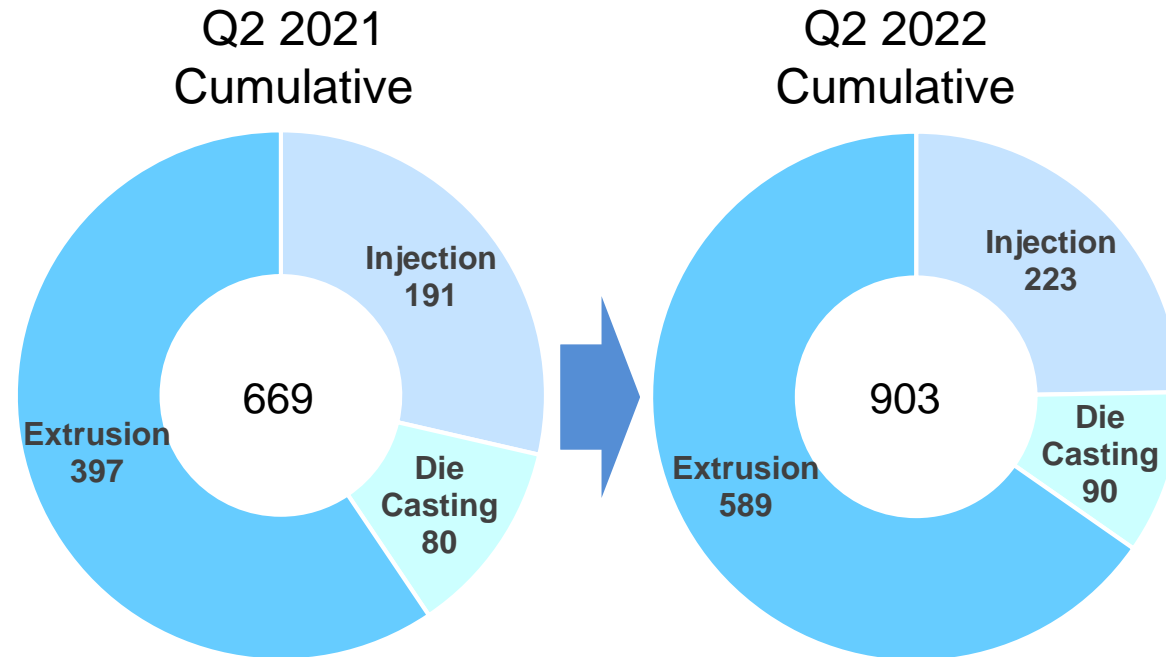 Q2 2021
Cumulative
Injection
191
669
Extrusion
397
Die
Casting
80
Q2 2022
Cumulative
Injection
223
903
Die
Casting
90
Extrusion
589